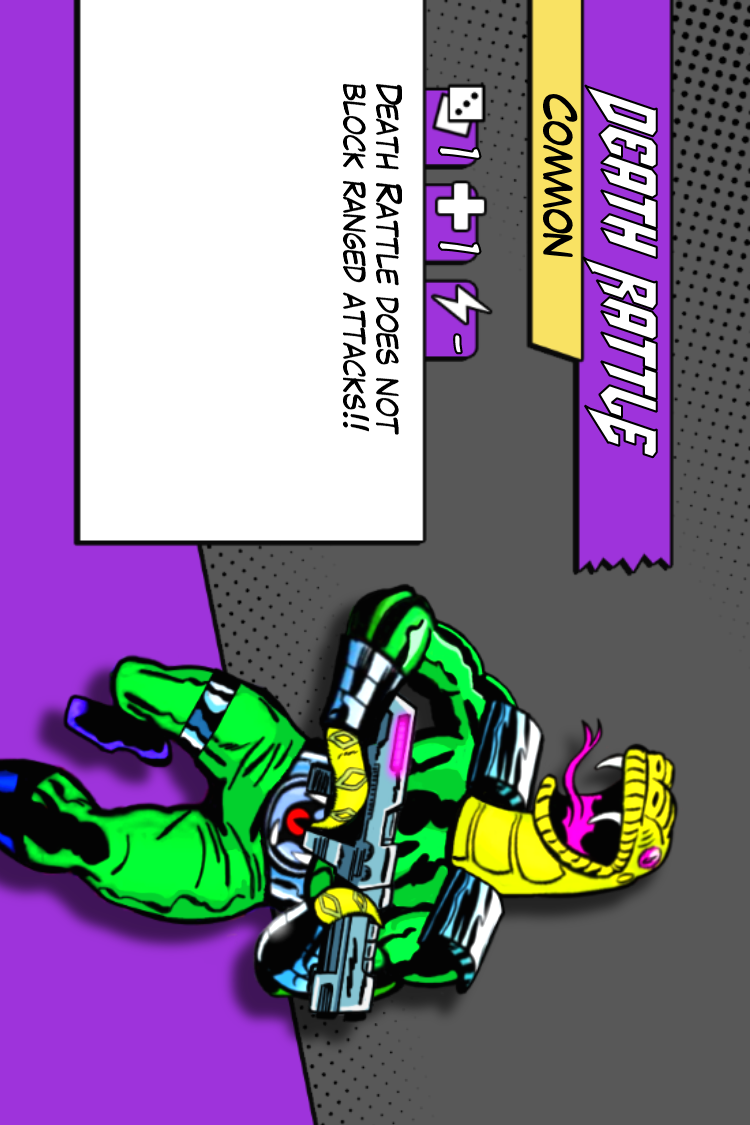 DEATH RATTLE
COMMON
1
1
-
DEATH RATTLE DOES NOT
BLOCK RANGED ATTACKS!!